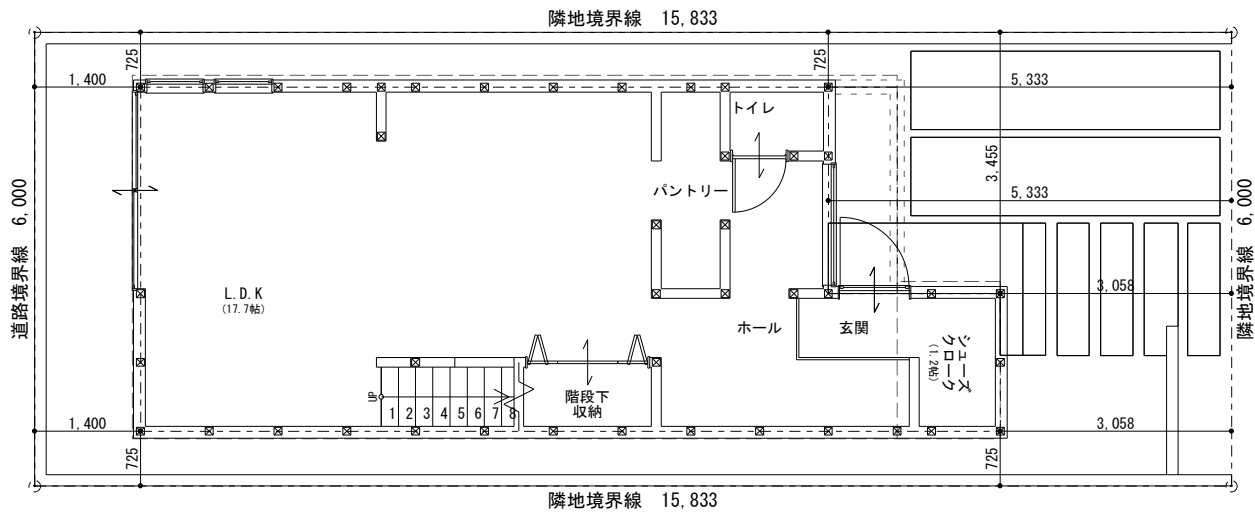 隣地境界線 15,833
725
725
1,400
5,333
トイレ
3,455
パントリー
5,333
道路境界線 6,000
隣地境界線 6,000
L.D.K
(17.7帖)
3,058
ホール
玄関
シューズ
クローク
(1.2帖)
UP
1 2 3 4 5 6 7 8
階段下
収納
1,400
3,058
725
725
隣地境界線 15,833